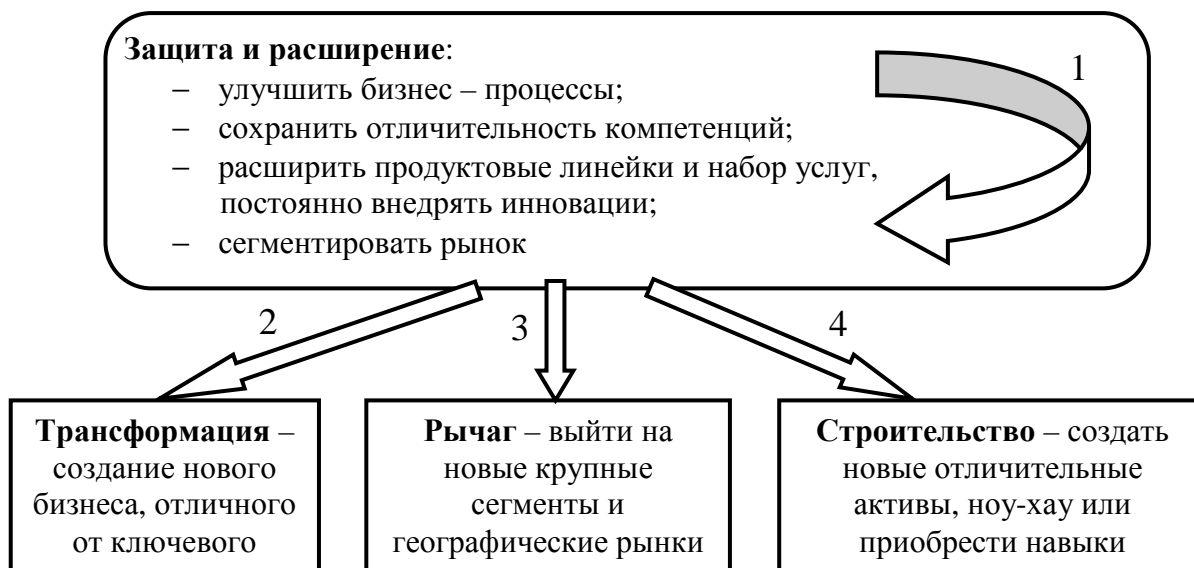 Защита и расширение:
1
– улучшить бизнес – процессы;
– сохранить отличительность компетенций;
– расширить продуктовые линейки и набор услуг,
постоянно внедрять инновации;
– сегментировать рынок
2
3
4
Трансформация –
создание нового
бизнеса, отличного
от ключевого
Рычаг – выйти на
новые крупные
сегменты и
географические рынки
Строительство – создать
новые отличительные
активы, ноу-хау или
приобрести навыки